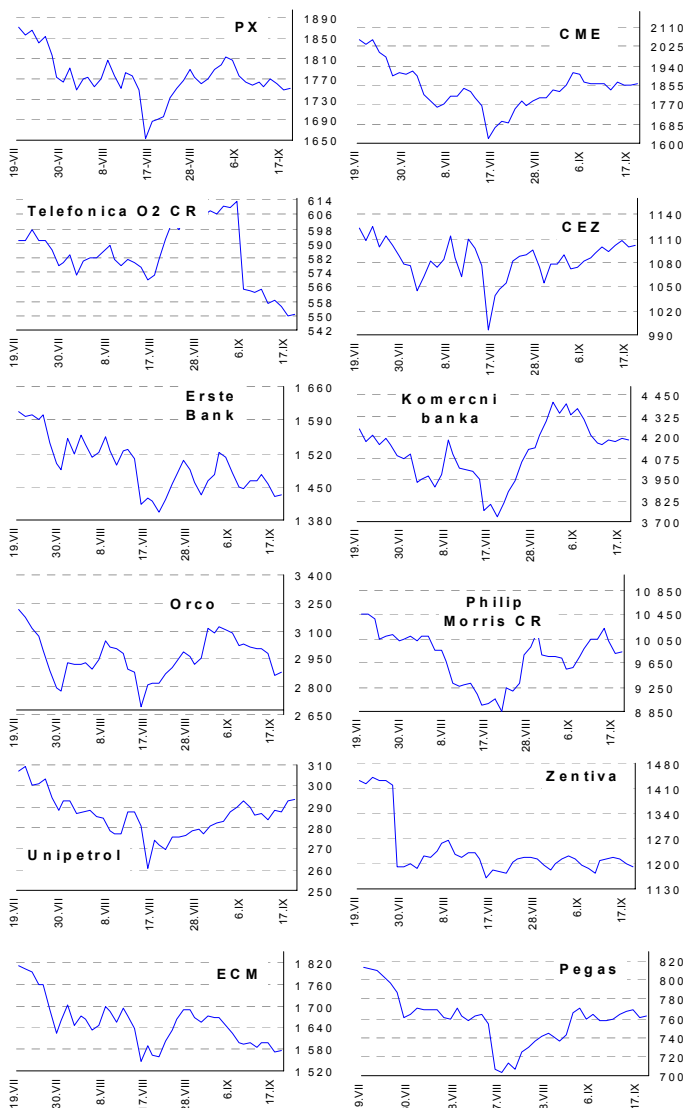 PX
1890
1850
1810
1770
1730
1690
1650
19-VII
30-VII
8-VIII
17-VIII
28-VIII
6-IX
17-IX
CME
2110
2025
1940
1855
1770
1685
1600
19.VII
30.VII
8.VIII
17.VIII
28.VIII
6.IX
17.IX
Telefonica O2 CR
614
606
598
590
582
574
566
558
550
542
19.VII
30.VII
8.VIII
17.VIII
28.VIII
6.IX
17.IX
CEZ
1140
1110
1080
1050
1020
990
19.VII
30.VII
8.VIII
17.VIII
28.VIII
6.IX
17.IX
Erste
Bank
1 660
1 590
1 520
1 450
1 380
19.VII
30.VII
8.VIII
17.VIII
28.VIII
6.IX
17.IX
Komercni
banka
4 450
4 325
4 200
4 075
3 950
3 825
3 700
19.VII
30.VII
8.VIII
17.VIII
28.VIII
6.IX
17.IX
Orco
3 400
3 250
3 100
2 950
2 800
2 650
19.VII
30.VII
8.VIII
17.VIII
28.VIII
6.IX
17.IX
Philip
Morris CR
10 850
10 450
10 050
9 650
9 250
8 850
19.VII
30.VII
8.VIII
17.VIII
28.VIII
6.IX
17.IX
Unipetrol
310
300
290
280
270
260
250
19.VII
30.VII
8.VIII
17.VIII
28.VIII
6.IX
17.IX
Zentiva
1480
1410
1340
1270
1200
1130
19.VII
30.VII
8.VIII
17.VIII
28.VIII
6.IX
17.IX
ECM
1 820
1 760
1 700
1 640
1 580
1 520
19.VII
30.VII
8.VIII
17.VIII
28.VIII
6.IX
17.IX
Pegas
820
800
780
760
740
720
700
9.VII
0.VII
8.VIII
7.VIII
8.VIII
6.IX
17.IX